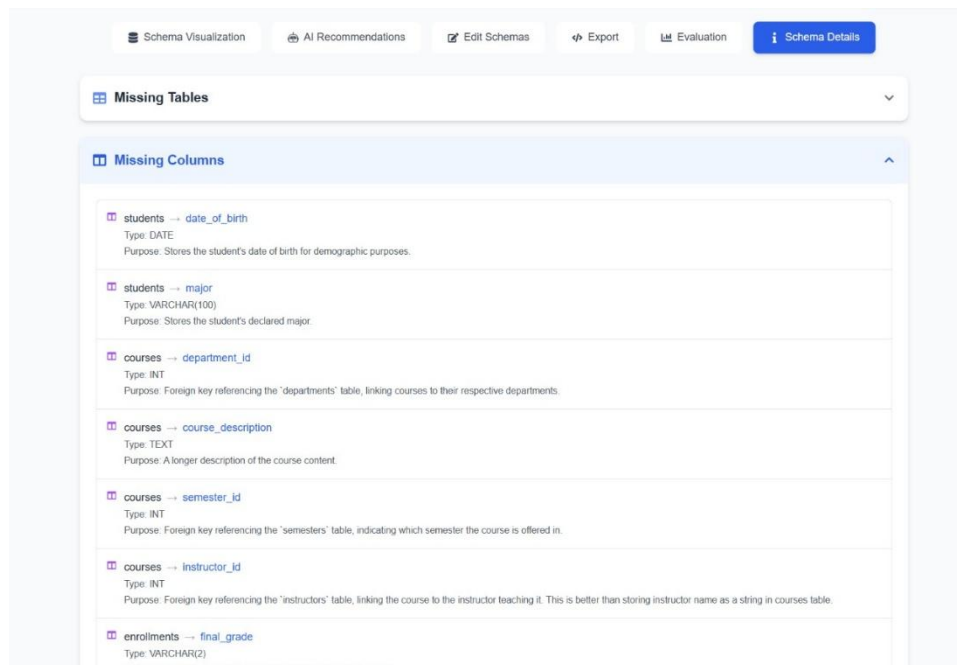 Schema Visualization
AI Recommendations
Edit Schemas
Export
Evaluation
Schema Details
Missing Tables
Missing Columns
students → date_of_birth
Type: DATE
Purpose: Stores the student's date of birth for demographic purposes.
students → major
Type: VARCHAR(100)
Purpose: Stores the student's declared major.
courses → department_id
Type: INT
Purpose: Foreign key referencing the `departments` table, linking courses to their respective departments.
courses → course_description
Type: TEXT
Purpose: A longer description of the course content.
courses → semester_id
Type: INT
Purpose: Foreign key referencing the `semesters` table, indicating which semester the course is offered in.
courses → instructor_id
Type: INT
Purpose: Foreign key referencing the `instructors` table, linking the course to the instructor teaching it. This is better than storing instructor name as a string in courses table.
enrollments → final_grade
Type: VARCHAR(2)